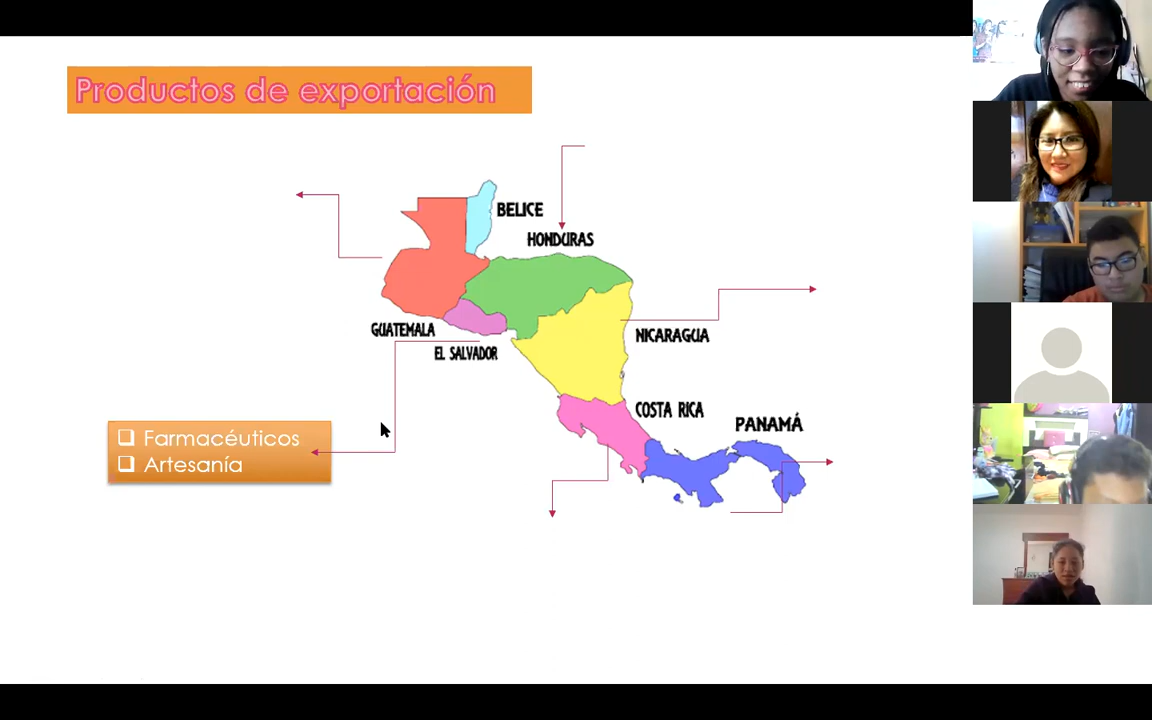 Productos de exportación
BELICE
HONDURAS
GUATEMALA
NICARAGUA
EL SALVADOR
COSTA RICA
PANAMÁ
Farmacéuticos
Artesanía